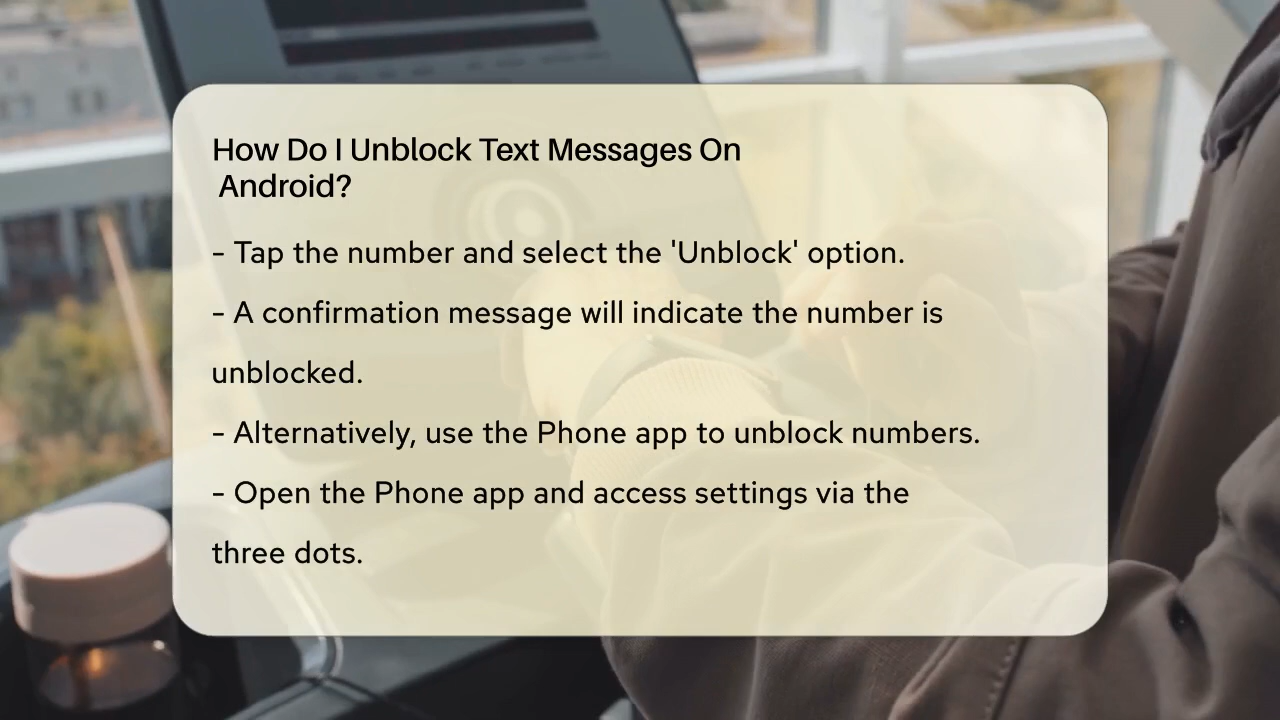 How Do I Unblock Text Messages On
Android?
- Tap the number and select the 'Unblock' option.
- A confirmation message will indicate the number is
unblocked.
- Alternatively, use the Phone app to unblock numbers.
- Open the Phone app and access settings via the
three dots.